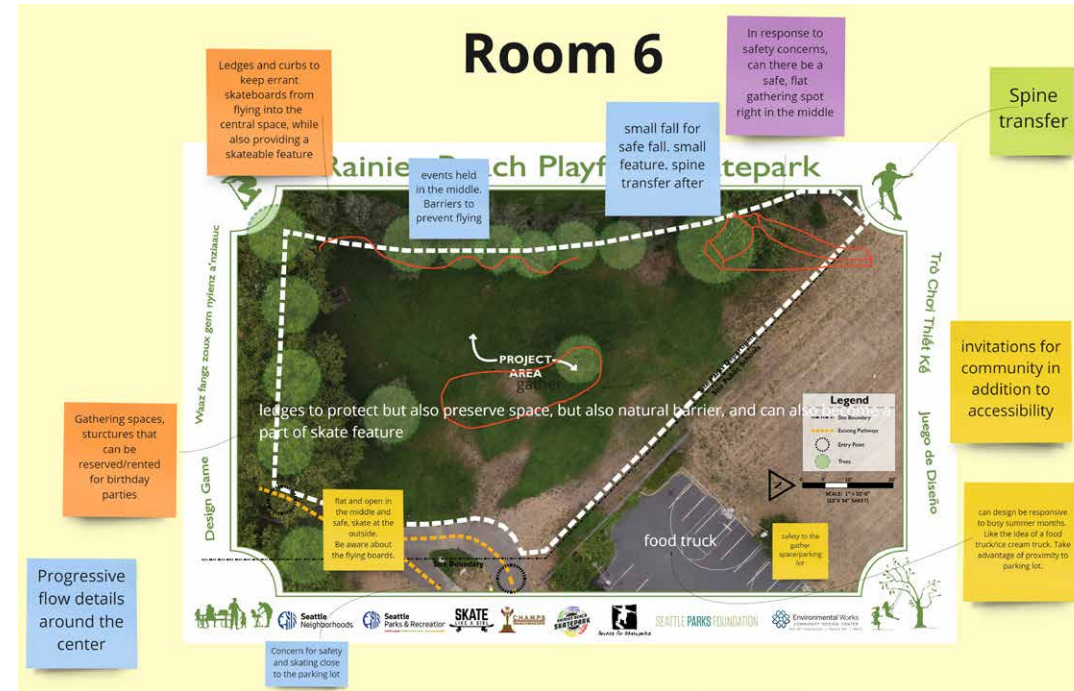 Room 6
Ledges and curbs to
keep errant
skateboards from
flying into the
central space, while
also providing a
skateable feature
events held
in the middle.
Barriers to
prevent flying
small fall for
safe fall. small
feature. spine
transfer after
In response to
safety concerns,
can there be a
safe, flat
gathering spot
right in the middle
Spine
transfer
Waaz fangz zoux gern nyienz a'nziaauc
Design Game
Trò Chơi Thiết Kế
Juego de Diseño
PROJECT
AREA
gather
ledges to protect but also preserve space, but also natural barrier, and can also become a
part of skate feature
invitations for
community in
addition to
accessibility
Legend
Site Boundary
Existing Pathways
Entry Point
Trees
SCALE: 1" = 10'-0"
Gathering spaces,
sturctures that
can be
reserved/rented
for birthday
parties
flat and open in
the middle and
safe, skate at the
outside.
Be aware about
the flying boards.
Site Boundary
food truck
safety to the
gather
space/parking
lot
can design be responsive
to busy summer months.
Like the idea of a food
truck/ice cream truck. Take
advantage of proximity to
parking lot.
Progressive
flow details
around the
center
Concern for safety
and skating close
to the parking lot
Seattle
Neighborhoods
Seattle
Parks & Recreation
SKATE
LIKE A GIRL
CHAMPS
SKATEPARK
SEATTLE PARKS FOUNDATION
Environmental Works
COMMUNITY DESIGN CENTER